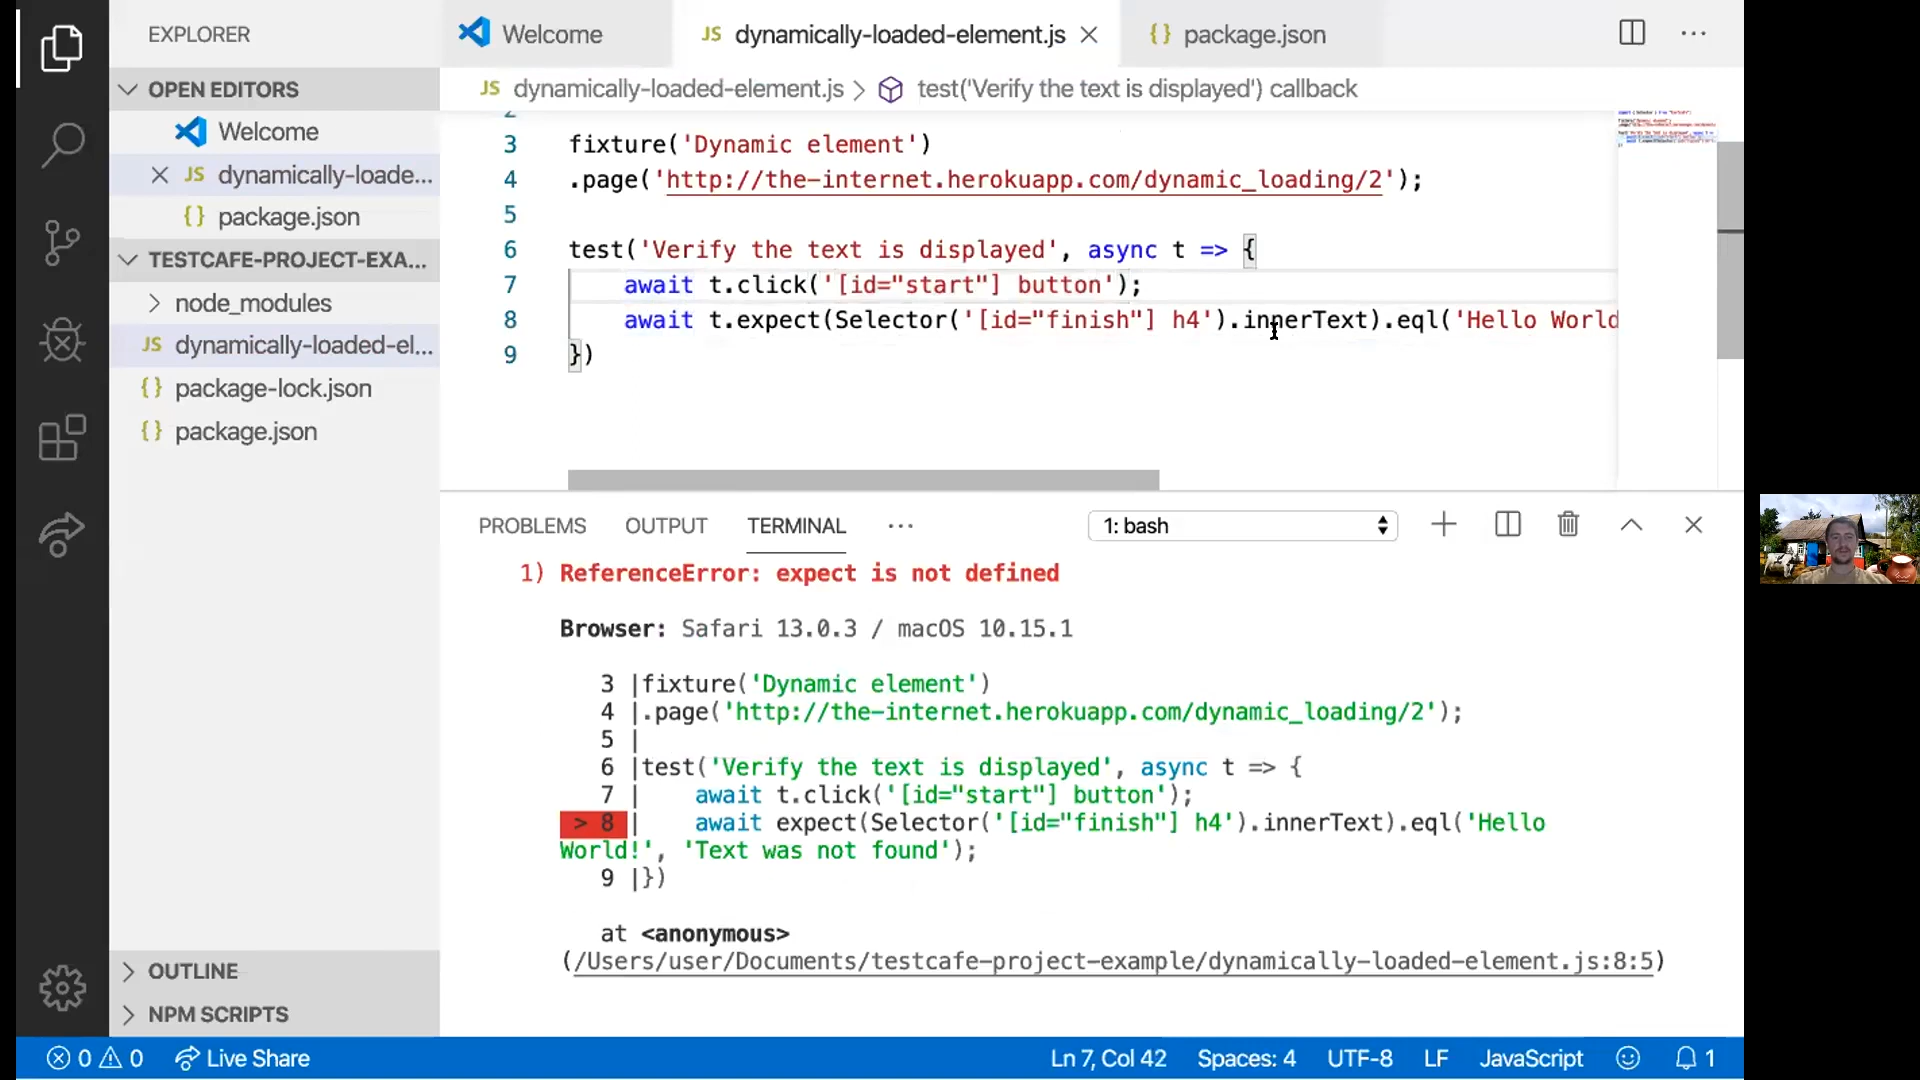 EXPLORER
Welcome
JS dynamically-loaded-element.js
{} package.json
OPEN EDITORS
JS dynamically-loaded-element.js > test('Verify the text is displayed') callback
Welcome
JS dynamically-loade...
{} package.json
TESTCAFE-PROJECT-EXA...
node_modules
JS dynamically-loaded-el...
{} package-lock.json
{} package.json
2
3 fixture('Dynamic element')
4 .page('http://the-internet.herokuapp.com/dynamic_loading/2');
5
6 test('Verify the text is displayed', async t => {
7 await t.click('[id="start"] button');
8 await t.expect(Selector('[id="finish"] h4').innerText).eql('Hello World
9 })
PROBLEMS OUTPUT TERMINAL ...
1: bash
1) ReferenceError: expect is not defined
Browser: Safari 13.0.3 / macOS 10.15.1
3 |fixture('Dynamic element')
4 |.page('http://the-internet.herokuapp.com/dynamic_loading/2');
5 |
6 |test('Verify the text is displayed', async t => {
7 | await t.click('[id="start"] button');
> 8 | await expect(Selector('[id="finish"] h4').innerText).eql('Hello
World!', 'Text was not found');
9 |})
at <anonymous>
(/Users/user/Documents/testcafe-project-example/dynamically-loaded-element.js:8:5)
OUTLINE
NPM SCRIPTS
0 0 Live Share
Ln 7, Col 42 Spaces: 4 UTF-8 LF JavaScript 1